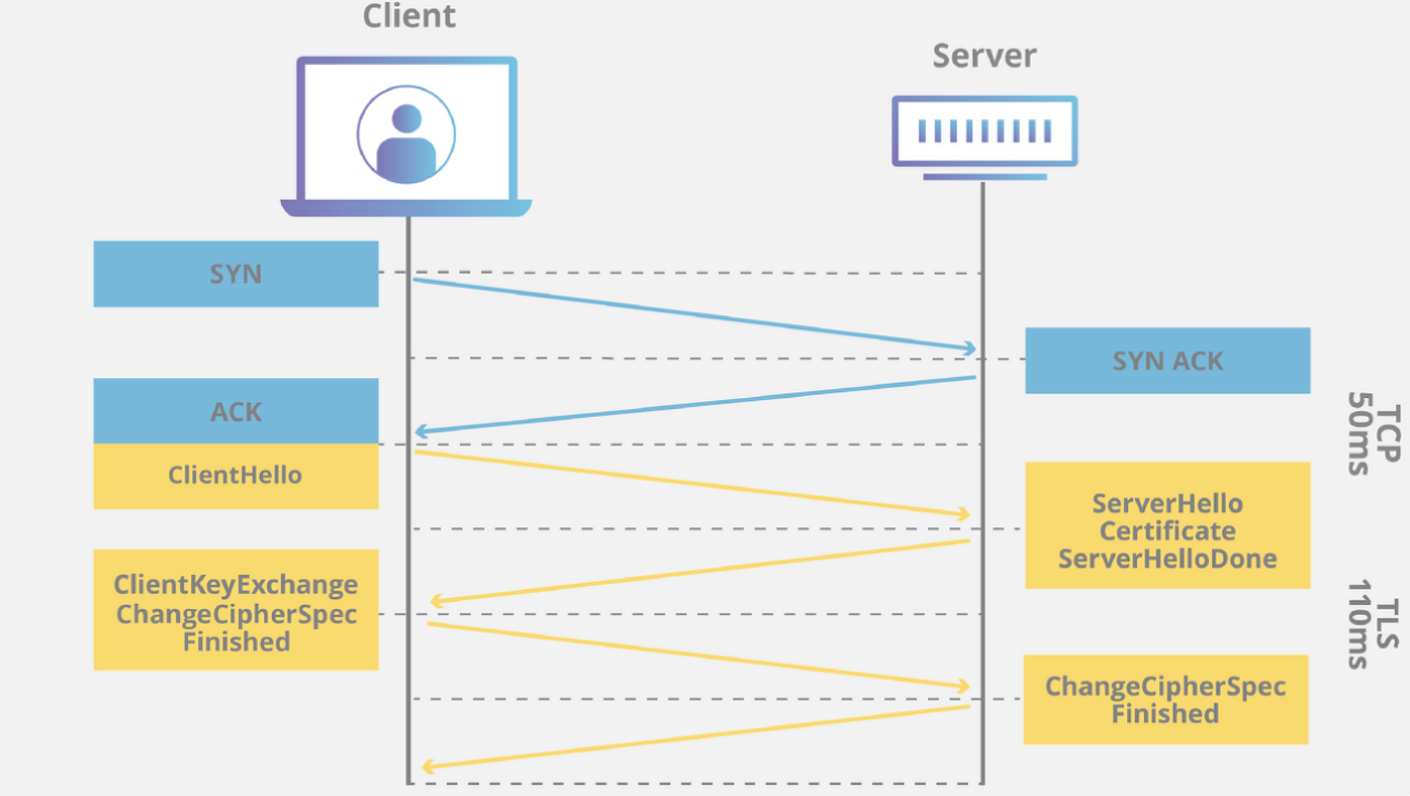 Client
Server
SYN
SYN ACK
ACK
ClientHello
ServerHello
Certificate
ServerHelloDone
ClientKeyExchange
ChangeCipherSpec
Finished
ChangeCipherSpec
Finished
TCP
50ms
TLS
110ms